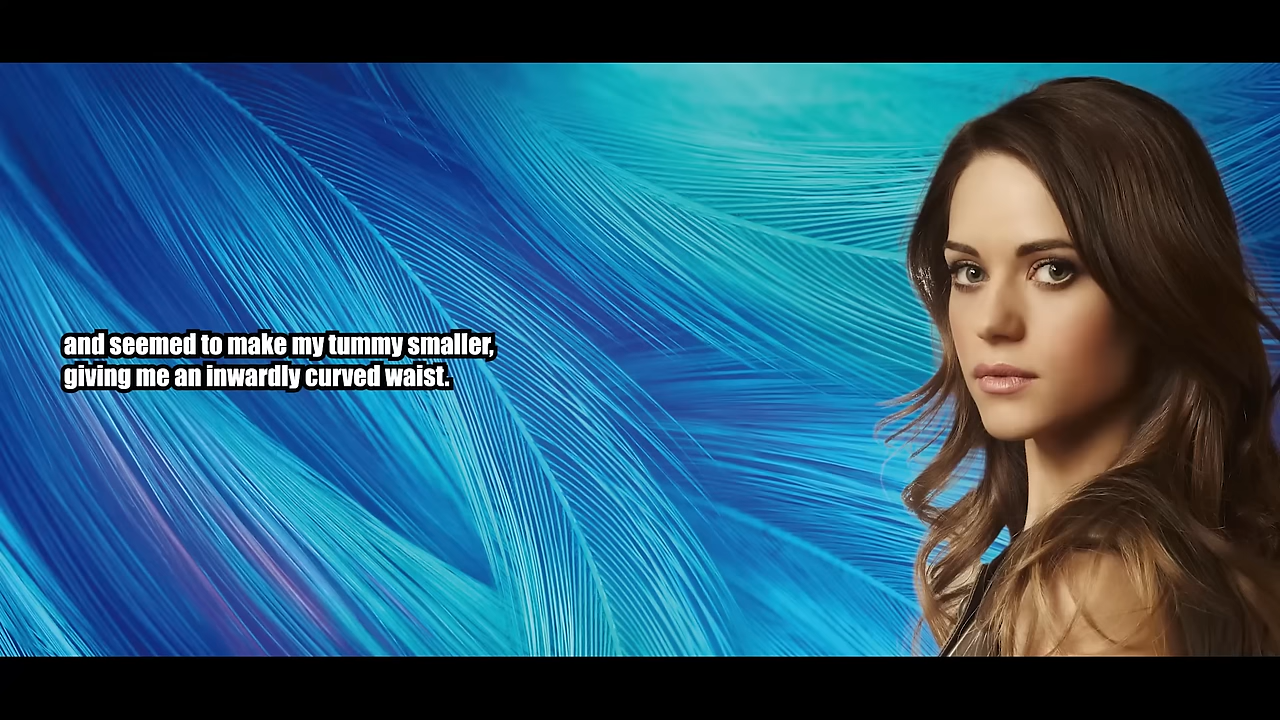 and seemed to make my tummy smaller,
giving me an inwardly curved waist.